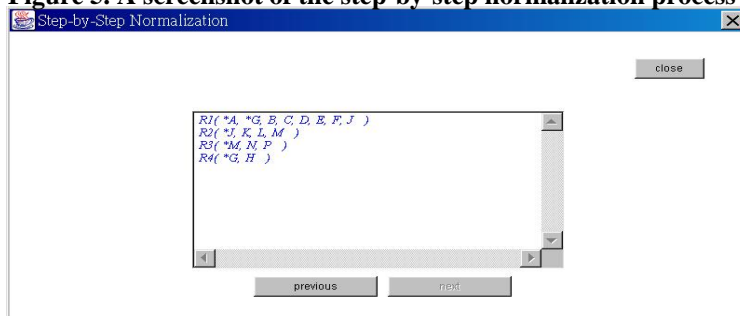 Figure 5. A screenshot of the step-by-step normalization process
Step-by-Step Normalization
close
R1( *A, *G, B, C, D, E, F, J )
R2( *J, K, L, M )
R3( *M, N, P )
R4( *G, H )
previous
next